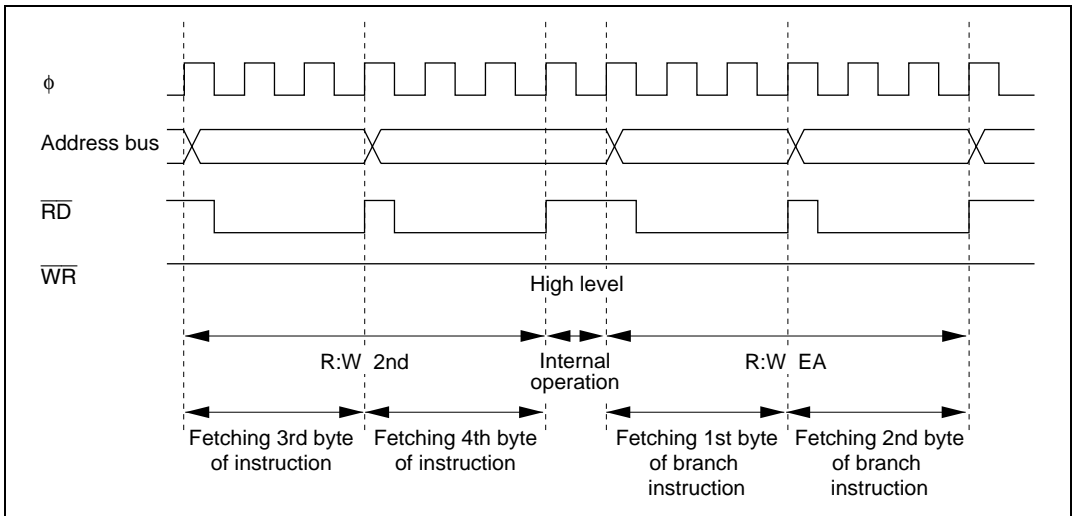 ϕ
Address bus
RD
WR
High level
R:W 2nd
Internal
operation
R:W EA
Fetching 3rd byte
of instruction
Fetching 4th byte
of instruction
Fetching 1st byte
of branch
instruction
Fetching 2nd byte
of branch
instruction